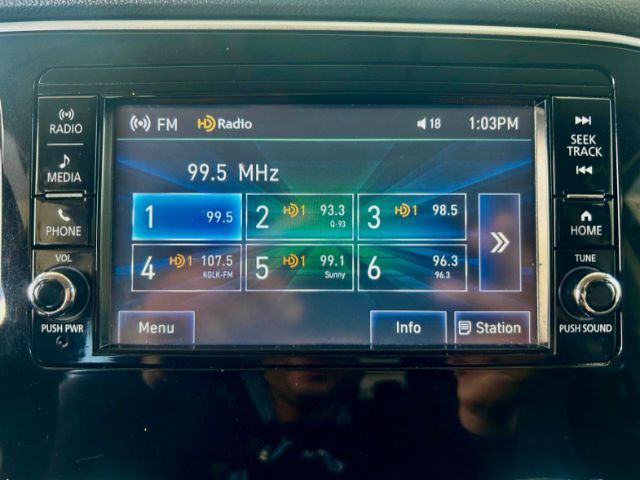 RADIO
MEDIA
PHONE
VOL
PUSH PWR
FM HD Radio 18 1:03PM
99.5 MHz
1 99.5
2 HD1 93.3
Q-93
3 HD1 98.5
4 HD1 107.5
KGLK-FM
5 HD1 99.1
Sunny
6 96.3
96.3
Menu Info Station
SEEK
TRACK
HOME
TUNE
PUSH SOUND